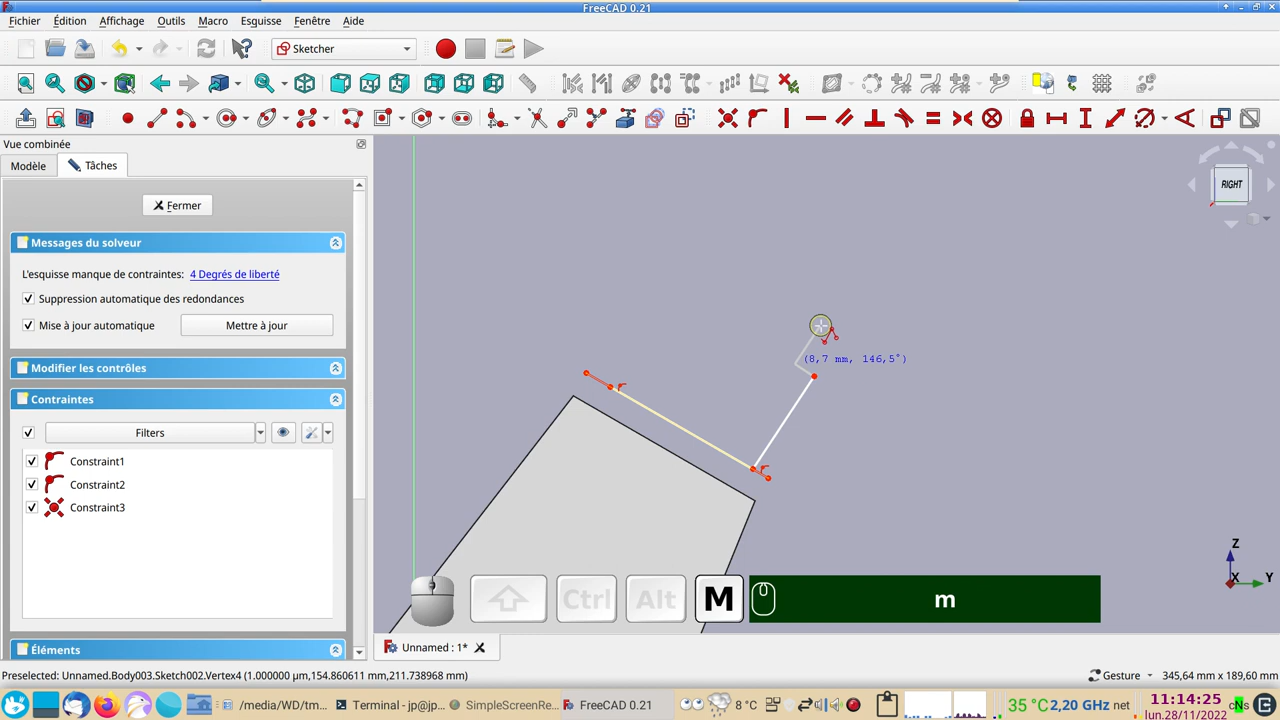 FreeCAD 0.21
Fichier Édition Affichage Outils Macro Esquisse Fenêtre Aide
Sketcher
Vue combinée
Modèle Tâches
Fermer
Messages du solveur
L'esquisse manque de contraintes: 4 Degrés de liberté
Suppression automatique des redondances
Mise à jour automatique Mettre à jour
Modifier les contrôles
Contraintes
Filters
Constraint1
Constraint2
Constraint3
Éléments
RIGHT
(8,7 mm, 146,5°)
Z
X Y
Ctrl Alt M m
Unnamed : 1*
Preselected: Unnamed.Body003.Sketch002.Vertex4 (1.000000 µm,154.860611 mm,211.738968 mm)
Gesture 345,64 mm x 189,60 mm
/media/WD/tm... Terminal - jp@jp... SimpleScreenRe... FreeCAD 0.21
8 °C
35 °C 2,20 GHz net
11:14:25
lun.28/11/2022
cNs